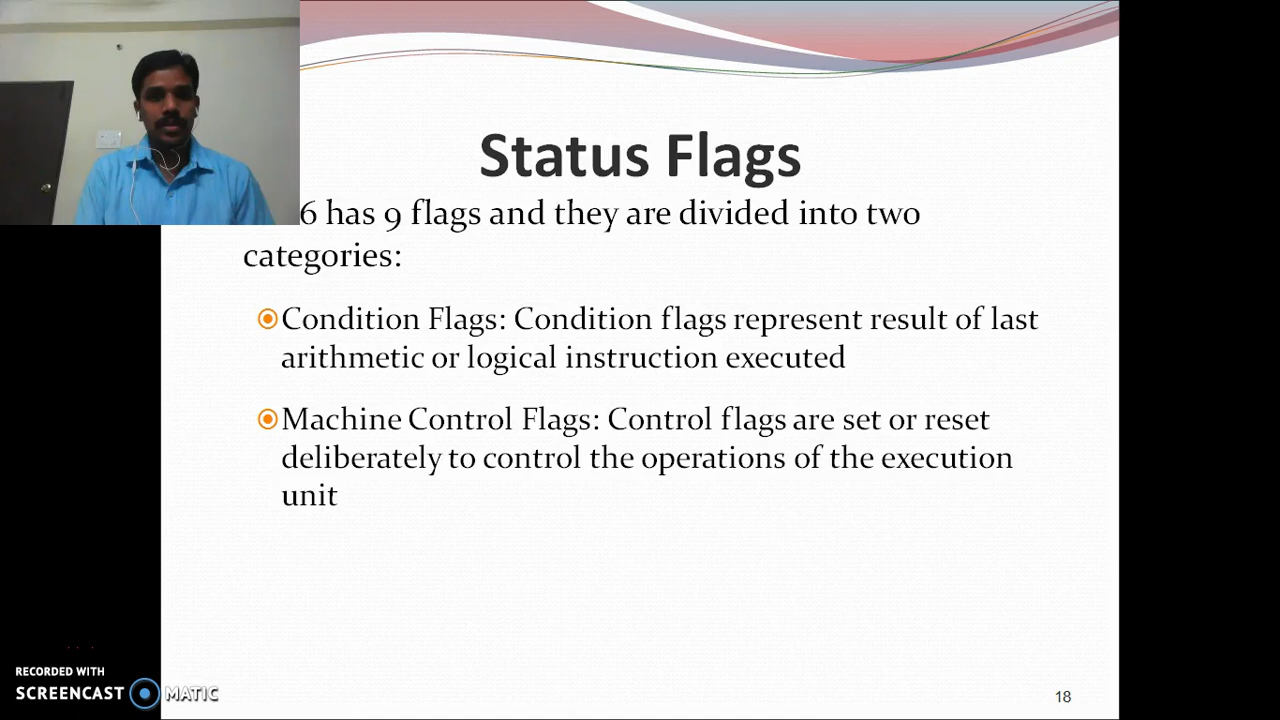 Status Flags
6 has 9 flags and they are divided into two
categories:
Condition Flags: Condition flags represent result of last
arithmetic or logical instruction executed
Machine Control Flags: Control flags are set or reset
deliberately to control the operations of the execution
unit
RECORDED WITH
SCREENCAST MATIC
18